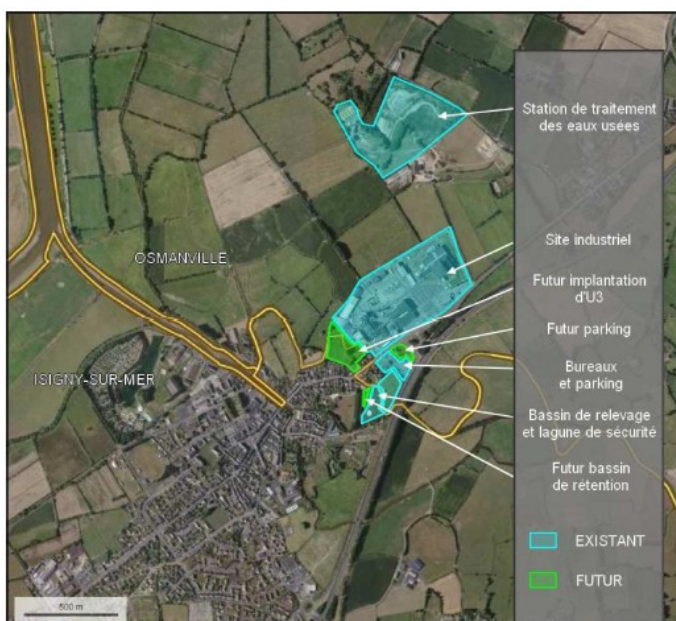 Station de traitement
des eaux usées
Site industriel
OSMANVILLE
Futur implantation
d'U3
Futur parking
ISIGNY-SUR-MER
Bureaux
et parking
Bassin de relevage
et lagune de sécurité
Futur bassin
de rétention
EXISTANT
FUTUR
500 m